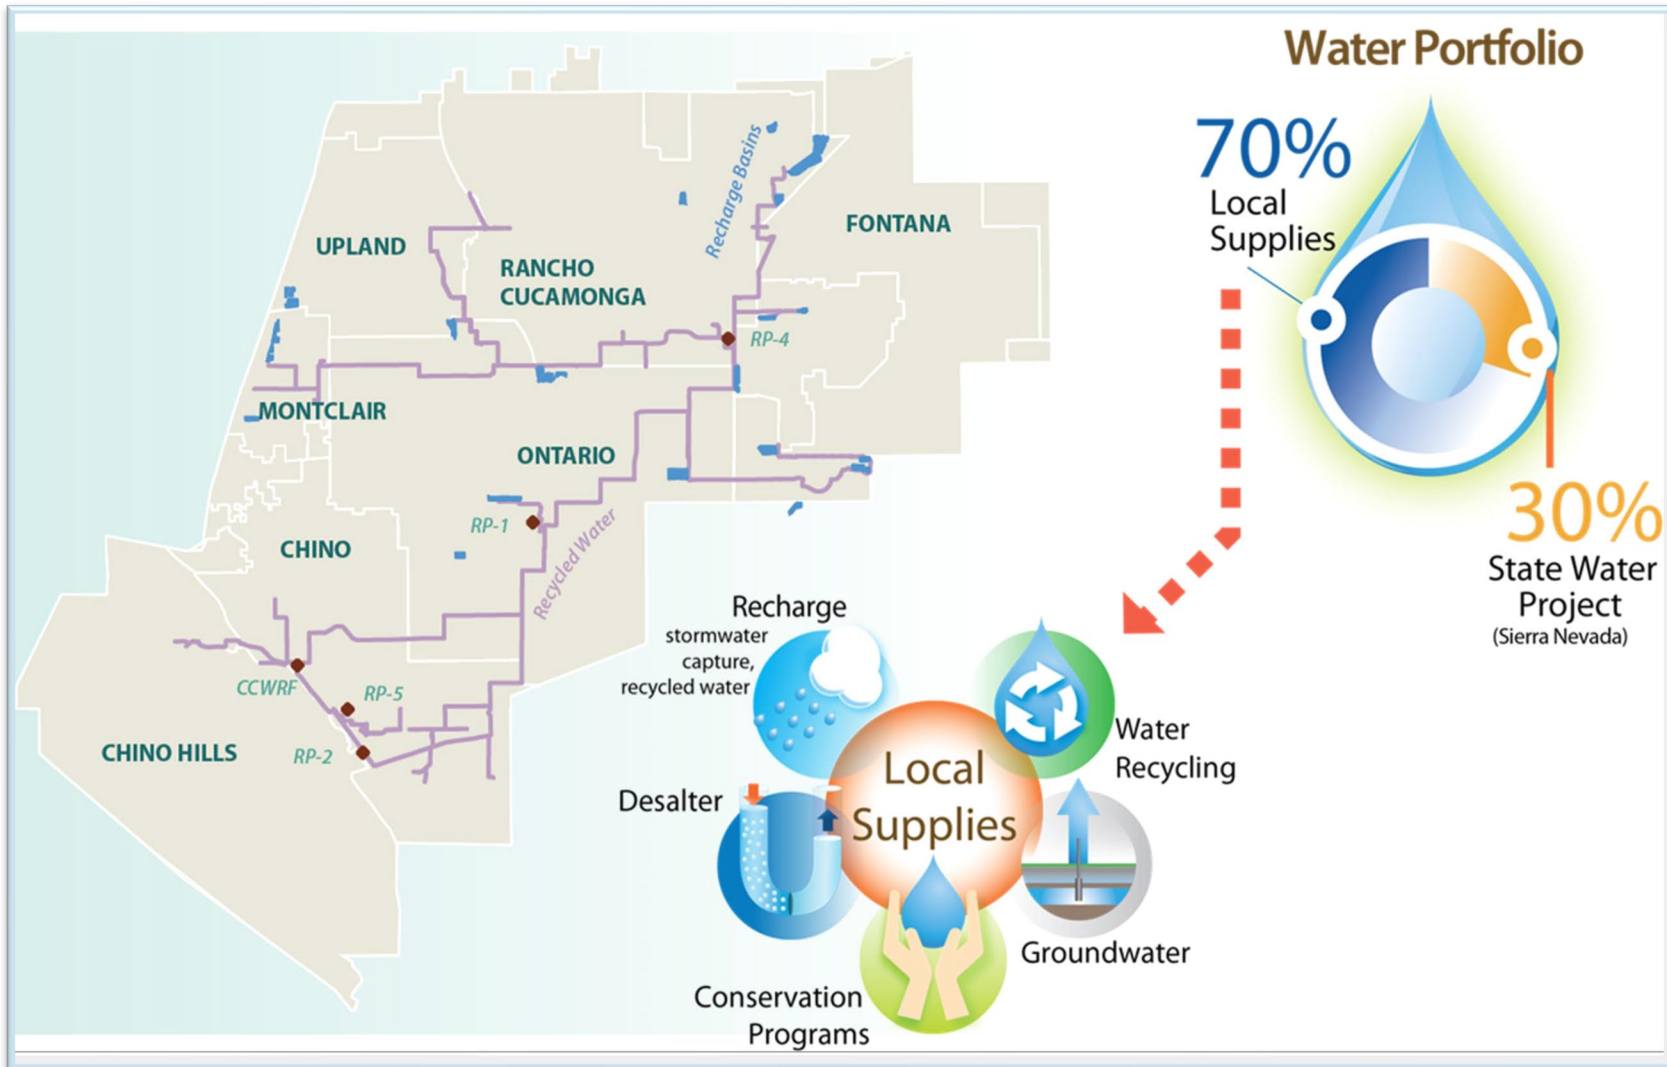 Water Portfolio
70%
Local
Supplies
30%
State Water
Project
(Sierra Nevada)
Recharge Basins
FONTANA
UPLAND
RANCHO
CUCAMONGA
RP-4
MONTCLAIR
ONTARIO
RP-1
Recycled Water
CHINO
CCWRF
RP-5
RP-2
CHINO HILLS
Recharge
stormwater
capture,
recycled water
Water
Recycling
Local
Supplies
Desalter
Groundwater
Conservation
Programs